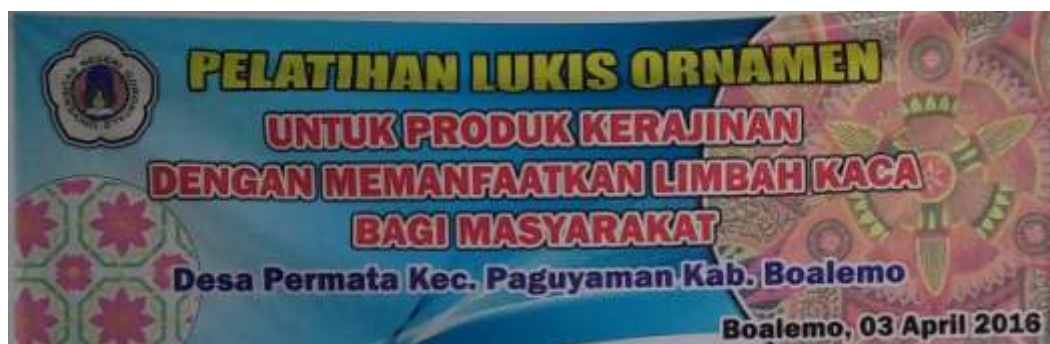 PELATIHAN LUKIS ORNAMEN
UNTUK PRODUK KERAJINAN
DENGAN MEMANFAATKAN LIMBAH KACA
BAGI MASYARAKAT
Desa Permata Kec. Paguyaman Kab. Boalemo
Boalemo, 03 April 2016